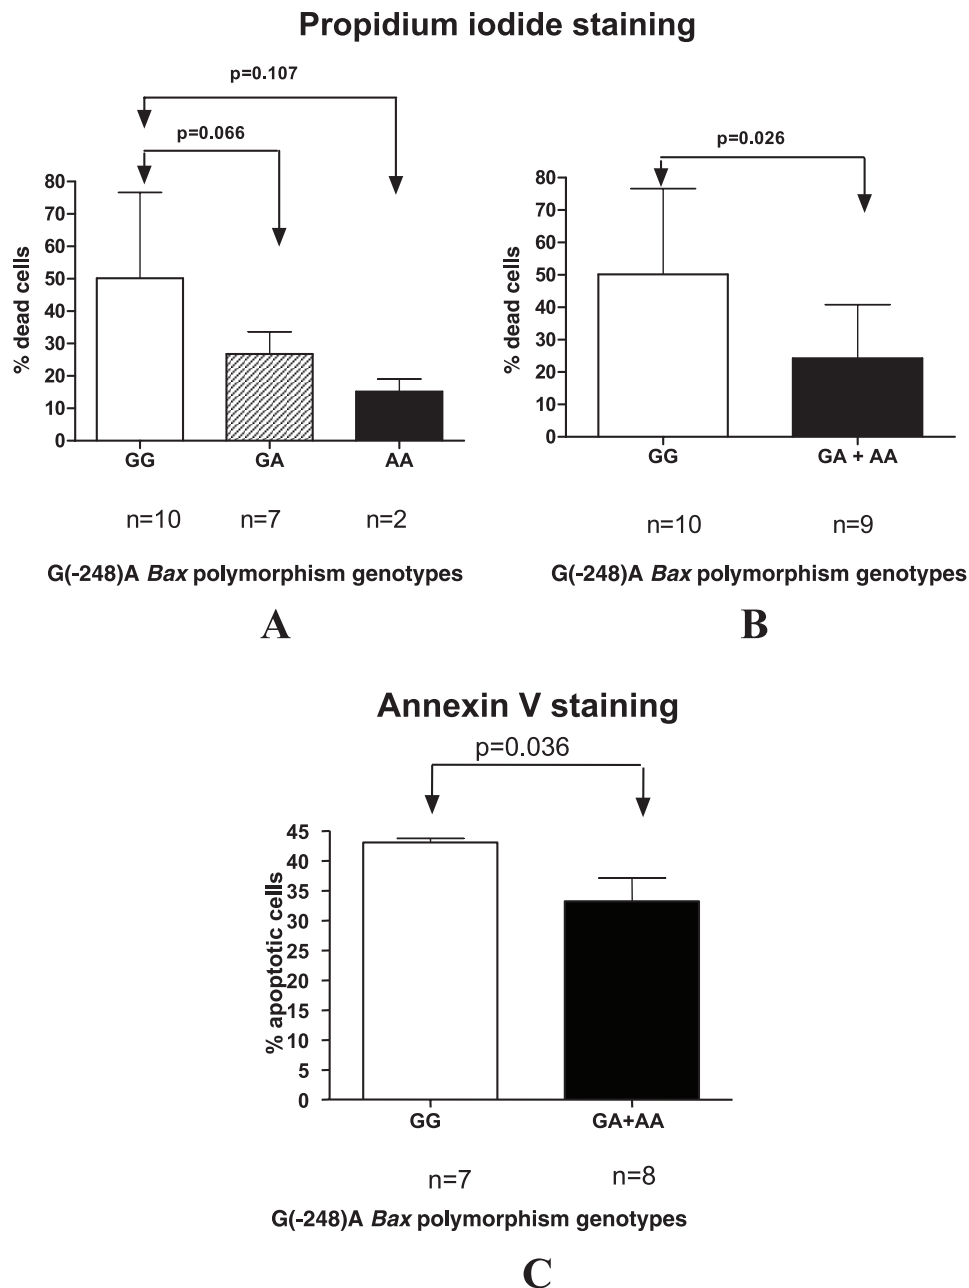 Propidium iodide staining
p=0.107
p=0.066
% dead cells
80
70
60
50
40
30
20
10
0
GG GA AA
n=10 n=7 n=2
G(-248)A Bax polymorphism genotypes
A
p=0.026
% dead cells
80
70
60
50
40
30
20
10
0
GG GA + AA
n=10 n=9
G(-248)A Bax polymorphism genotypes
B
Annexin V staining
p=0.036
% apoptotic cells
45
40
35
30
25
20
15
10
5
0
GG GA+AA
n=7 n=8
G(-248)A Bax polymorphism genotypes
C